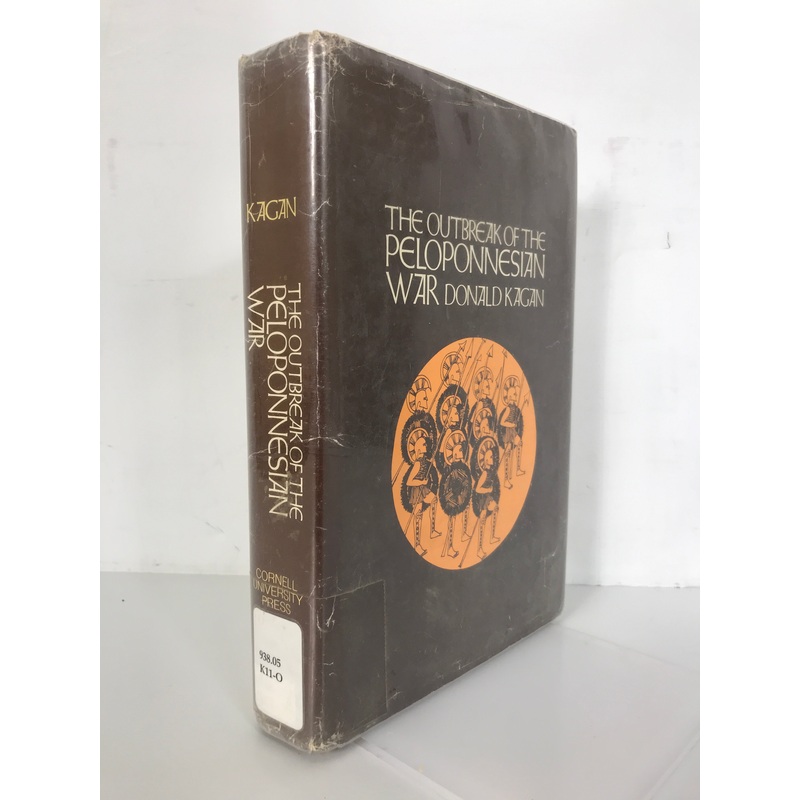 KAGAN
THE OUTBREAK OF THE
PELOPONNESIAN
WAR
CORNELL
UNIVERSITY
PRESS
938.05
K11-O
THE OUTBREAK OF THE
PELOPONNESIAN
WAR DONALD KAGAN